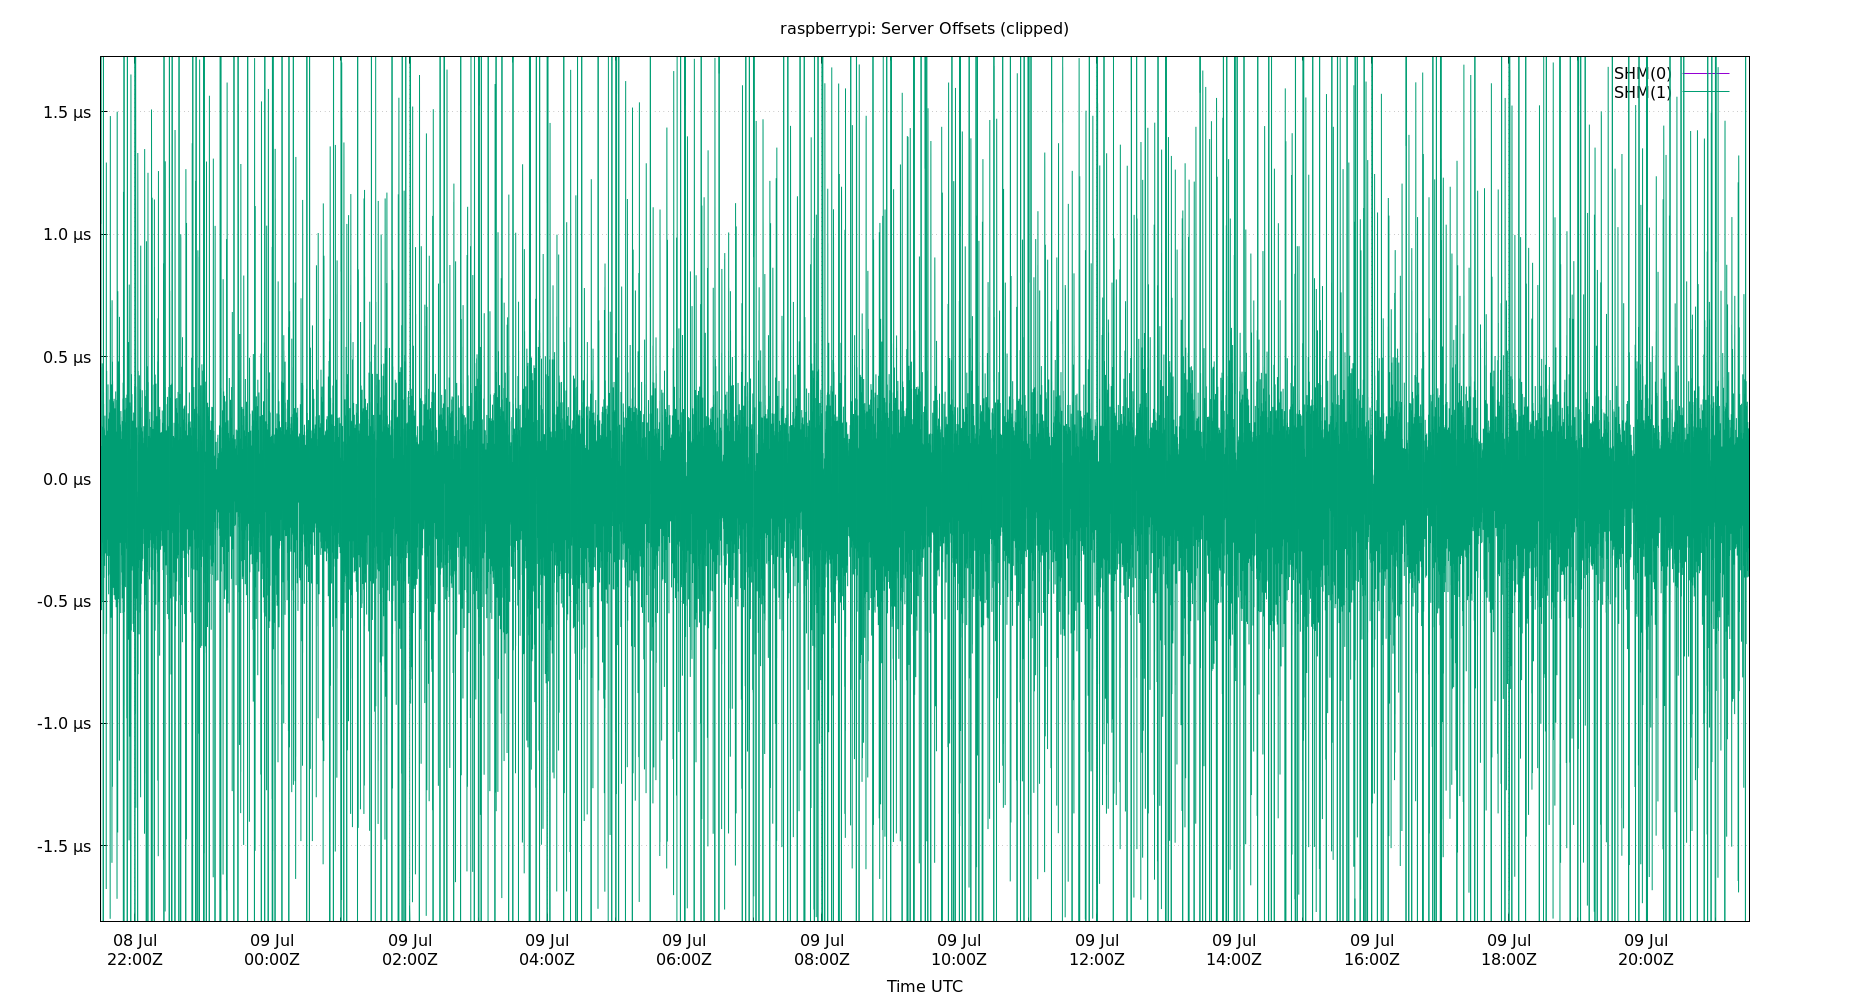 raspberrypi: Server Offsets (clipped)
SHM(0)
SHM(1)
1.5 µs
1.0 µs
0.5 µs
0.0 µs
-0.5 µs
-1.0 µs
-1.5 µs
08 Jul 09 Jul 09 Jul 09 Jul 09 Jul 09 Jul 09 Jul 09 Jul 09 Jul 09 Jul 09 Jul 09 Jul
22:00Z 00:00Z 02:00Z 04:00Z 06:00Z 08:00Z 10:00Z 12:00Z 14:00Z 16:00Z 18:00Z 20:00Z
Time UTC